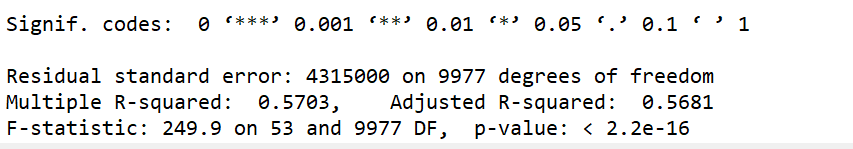 Signif. codes:  0 ‘***’ 0.001 ‘**’ 0.01 ‘*’ 0.05 ‘.’ 0.1 ‘ ’ 1
Residual standard error: 4315000 on 9977 degrees of freedom
Multiple R-squared:  0.5703,    Adjusted R-squared:  0.5681
F-statistic: 249.9 on 53 and 9977 DF,  p-value: < 2.2e-16